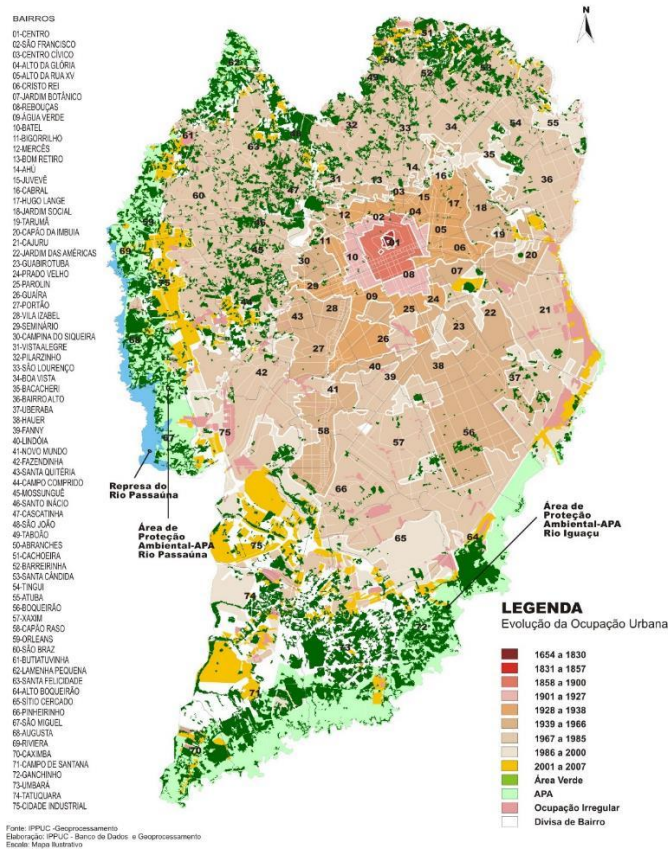 BAIRROS
01-CENTRO
02-SÃO FRANCISCO
03-CENTRO CÍVICO
04-ALTO DA GLÓRIA
05-ALTO DA RUA XV
06-CRISTO REI
07-JARDIM BOTÂNICO
08-REBOUÇAS
09-ÁGUA VERDE
10-BATEL
11-BIGORRILHO
12-MERCÊS
13-BOM RETIRO
14-AHÚ
15-JUVEVÊ
16-CABRAL
17-HUGO LANGE
18-JARDIM SOCIAL
19-TARUMÃ
20-CAPÃO DA IMBUIA
21-CAJURU
22-JARDIM DAS AMÉRICAS
23-GUABIROTUBA
24-PRADO VELHO
25-PAROLIN
26-GUAÍRA
27-PORTÃO
28-VILA IZABEL
29-SEMINÁRIO
30-CAMPINA DO SIQUEIRA
31-VISTA ALEGRE
32-PILARZINHO
33-SÃO LOURENÇO
34-BOA VISTA
35-BACACHERI
36-BAIRRO ALTO
37-UBERABA
38-HAUER
39-FANNY
40-LINDÓIA
41-NOVO MUNDO
42-FAZENDINHA
43-SANTA QUITÉRIA
44-CAMPO COMPRIDO
45-MOSSUNGUÊ
46-SANTO INÁCIO
47-CASCATINHA
48-SÃO JOÃO
49-TABOÃO
50-ABRANCHES
51-CACHOEIRA
52-BARREIRINHA
53-SANTA CÂNDIDA
54-TINGUI
55-ATUBA
56-BOQUEIRÃO
57-XAXIM
58-CAPÃO RASO
59-ORLEANS
60-SÃO BRAZ
61-BUTIATUVINHA
62-LAMENHA PEQUENA
63-SANTA FELICIDADE
64-ALTO BOQUEIRÃO
65-SÍTIO CERCADO
66-PINHEIRINHO
67-SÃO MIGUEL
68-AUGUSTA
69-RIVIERA
70-CAXIMBA
71-CAMPO DE SANTANA
72-GANCHINHO
73-UMBARÁ
74-TATUQUARA
75-CIDADE INDUSTRIAL
N
Represa do
Rio Passaúna
Área de
Proteção
Ambiental-APA
Rio Passaúna
Área de
Proteção
Ambiental-APA
Rio Iguaçu
LEGENDA
Evolução da Ocupação Urbana
1654 a 1830
1831 a 1857
1858 a 1900
1901 a 1927
1928 a 1938
1939 a 1966
1967 a 1985
1986 a 2000
2001 a 2007
Área Verde
APA
Ocupação Irregular
Divisa de Bairro
Fonte: IPPUC -Geoprocessamento
Elaboração: IPPUC - Banco de Dados e Geoprocessamento
Escala: Mapa Ilustrativo